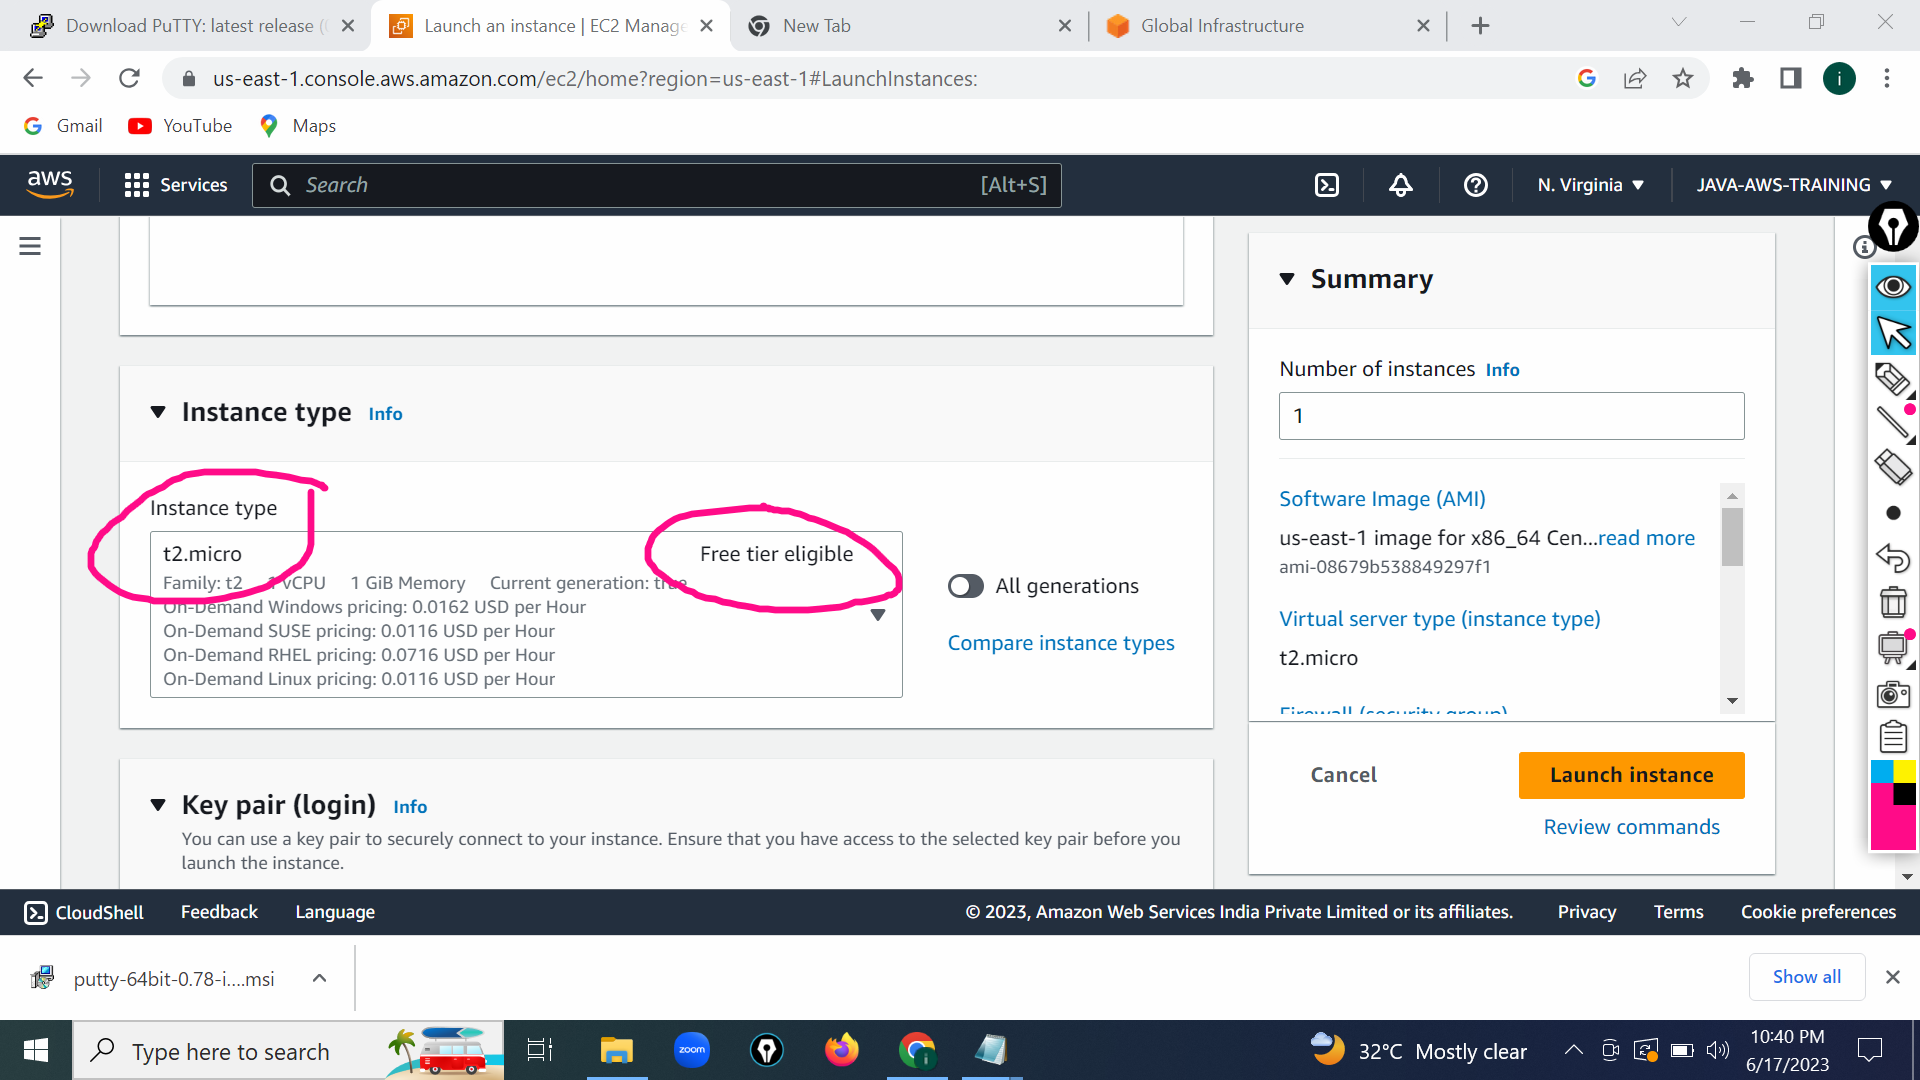 Download PuTTY: latest release (
Launch an instance | EC2 Manage
New Tab
Global Infrastructure
us-east-1.console.aws.amazon.com/ec2/home?region=us-east-1#LaunchInstances:
i
Gmail
YouTube
Maps
aws
Services
Search
[Alt+S]
N. Virginia
JAVA-AWS-TRAINING
Summary
Number of instances Info
1
Instance type Info
Instance type
t2.micro
Free tier eligible
Family: t2 1 vCPU 1 GiB Memory Current generation: true
On-Demand Windows pricing: 0.0162 USD per Hour
On-Demand SUSE pricing: 0.0116 USD per Hour
On-Demand RHEL pricing: 0.0716 USD per Hour
On-Demand Linux pricing: 0.0116 USD per Hour
All generations
Compare instance types
Software Image (AMI)
us-east-1 image for x86_64 Cen...read more
ami-08679b538849297f1
Virtual server type (instance type)
t2.micro
Firewall (security group)
Cancel
Launch instance
Review commands
Key pair (login) Info
You can use a key pair to securely connect to your instance. Ensure that you have access to the selected key pair before you
launch the instance.
CloudShell
Feedback
Language
© 2023, Amazon Web Services India Private Limited or its affiliates.
Privacy
Terms
Cookie preferences
putty-64bit-0.78-i....msi
Show all
Type here to search
zoom
32°C Mostly clear
10:40 PM
6/17/2023